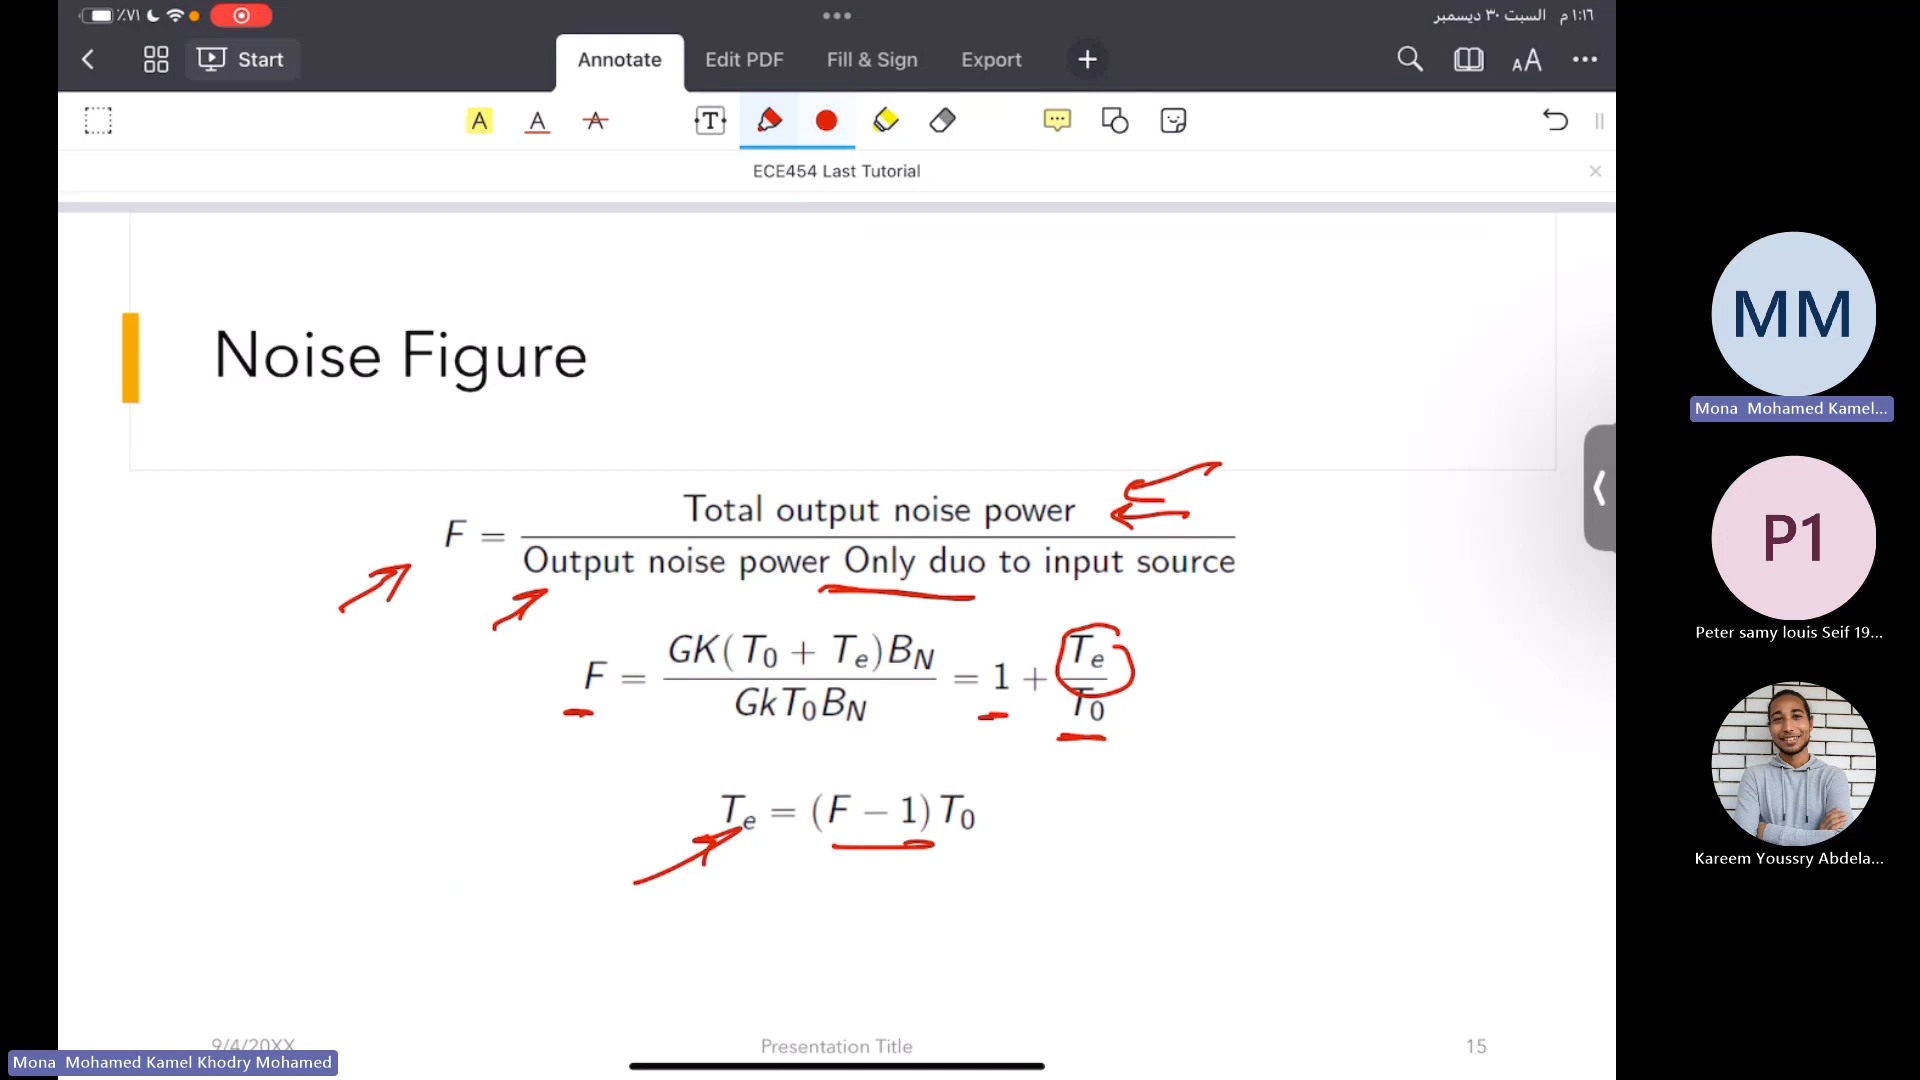 ٪٧١
السبت ٣٠ ديسمبر ١:١٦ م
Start
Annotate
Edit PDF
Fill & Sign
Export
A A A T
AA
ECE454 Last Tutorial
Noise Figure
F = Total output noise power / Output noise power Only duo to input source
F = GK(T₀ + Tₑ)B_N / GkT₀B_N = 1 + Tₑ / T₀
Tₑ = (F − 1)T₀
9/4/20XX
Presentation Title
15
Mona Mohamed Kamel Khodry Mohamed
MM
Mona Mohamed Kamel...
P1
Peter samy louis Seif 19...
Kareem Youssry Abdela...